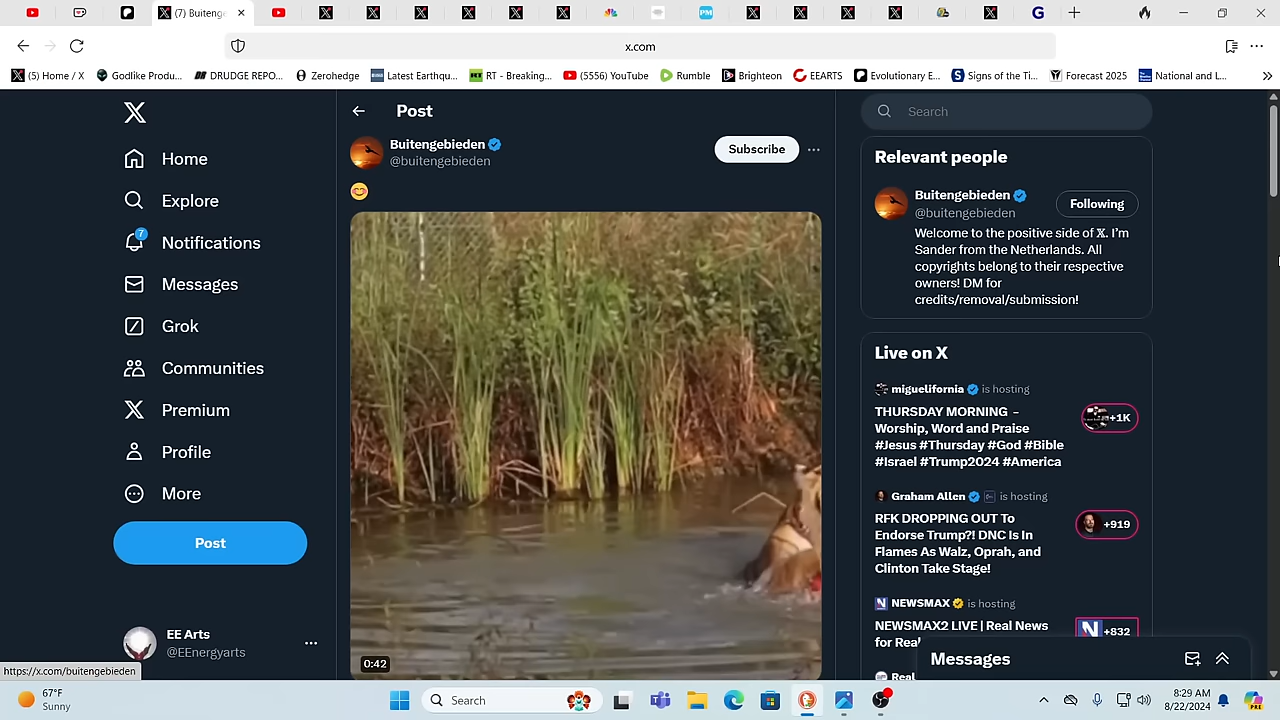 (7) Buitenge
PM
G
x.com
(5) Home / X
Godlike Produ...
DRUDGE REPO...
Zerohedge
Latest Earthqu...
RT - Breaking...
(5556) YouTube
Rumble
Brighteon
EEARTS
Evolutionary E...
Signs of the Ti...
Forecast 2025
National and L...
Post
Buitengebieden
@buitengebieden
Subscribe
Home
Explore
7
Notifications
Messages
Grok
Communities
Premium
Profile
More
Post
EE Arts
@EEnergyarts
https://x.com/buitengebieden
0:42
Search
Relevant people
Buitengebieden
@buitengebieden
Following
Welcome to the positive side of 𝕏. I’m
Sander from the Netherlands. All
copyrights belong to their respective
owners! DM for
credits/removal/submission!
Live on X
miguelifornia is hosting
THURSDAY MORNING -
Worship, Word and Praise
#Jesus #Thursday #God #Bible
#Israel #Trump2024 #America
+1K
Graham Allen is hosting
RFK DROPPING OUT To
Endorse Trump?! DNC Is In
Flames As Walz, Oprah, and
Clinton Take Stage!
+919
NEWSMAX is hosting
NEWSMAX2 LIVE | Real News
for Real
+832
Real
Messages
67°F
Sunny
Search
8:29 AM
8/22/2024
PRE